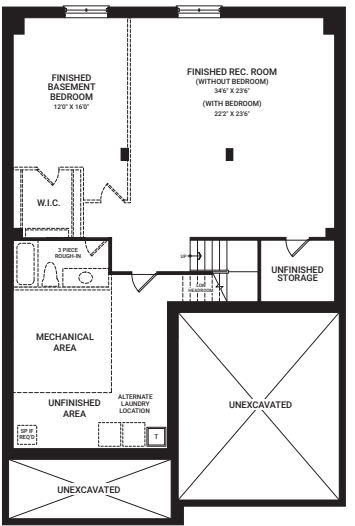 FINISHED
BASEMENT
BEDROOM
12'0" X 16'0"
FINISHED REC. ROOM
(WITHOUT BEDROOM)
34'6" X 23'6"
(WITH BEDROOM)
22'2" X 23'6"
W.I.C.
3 PIECE
ROUGH-IN
UP
LOW
HEADROOM
UNFINISHED
STORAGE
MECHANICAL
AREA
UNFINISHED
AREA
ALTERNATE
LAUNDRY
LOCATION
SP IF
REQ'D
T
UNEXCAVATED
UNEXCAVATED